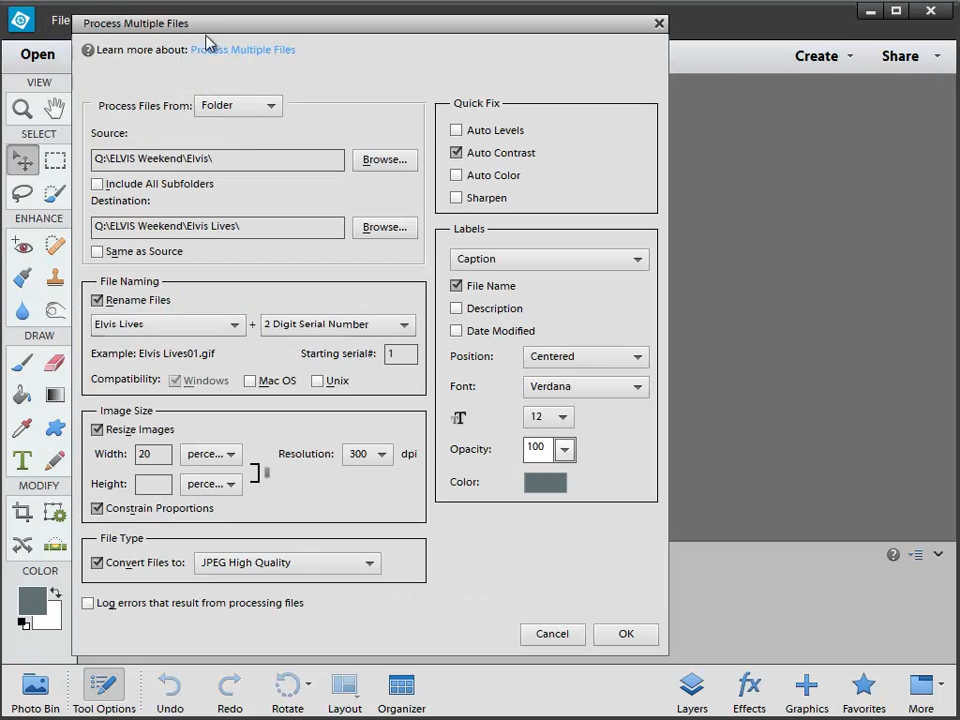 File
Process Multiple Files
Open
Learn more about: Process Multiple Files
Create
Share
VIEW
SELECT
ENHANCE
DRAW
MODIFY
COLOR
Process Files From: Folder
Source:
Q:\ELVIS Weekend\Elvis\ Browse...
Include All Subfolders
Destination:
Q:\ELVIS Weekend\Elvis Lives\ Browse...
Same as Source
File Naming
Rename Files
Elvis Lives + 2 Digit Serial Number
Example: Elvis Lives01.gif Starting serial#: 1
Compatibility: Windows Mac OS Unix
Image Size
Resize Images
Width: 20 perce... Resolution: 300 dpi
Height: perce...
Constrain Proportions
File Type
Convert Files to: JPEG High Quality
Log errors that result from processing files
Quick Fix
Auto Levels
Auto Contrast
Auto Color
Sharpen
Labels
Caption
File Name
Description
Date Modified
Position: Centered
Font: Verdana
12
Opacity: 100
Color:
Cancel OK
Photo Bin Tool Options Undo Redo Rotate Layout Organizer Layers Effects Graphics Favorites More